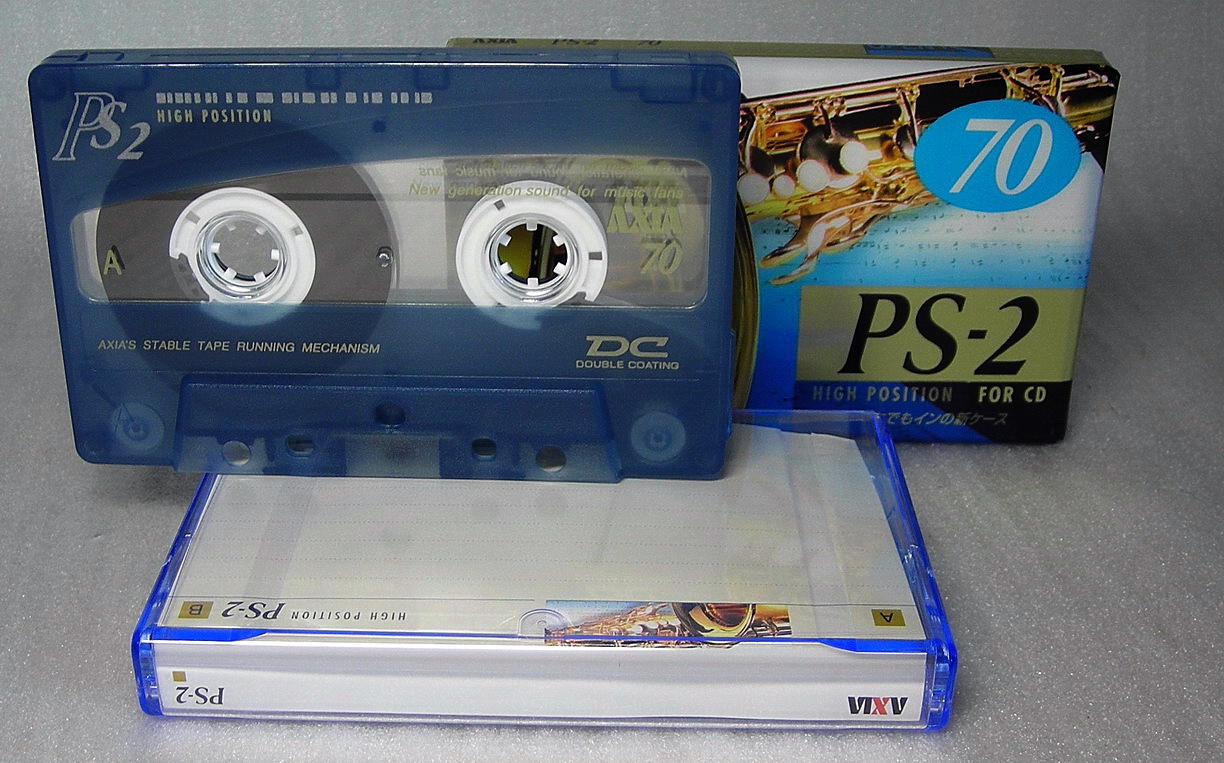 PS2
HIGH POSITION
New generation sound for music fans
AXIA
70
A
AXIA'S STABLE TAPE RUNNING MECHANISM
DC
DOUBLE COATING
AXIA PS-2 70
70
PS-2
HIGH POSITION FOR CD
でもインの新ケース
B PS-2 HIGH POSITION
A
PS-2
AXIA